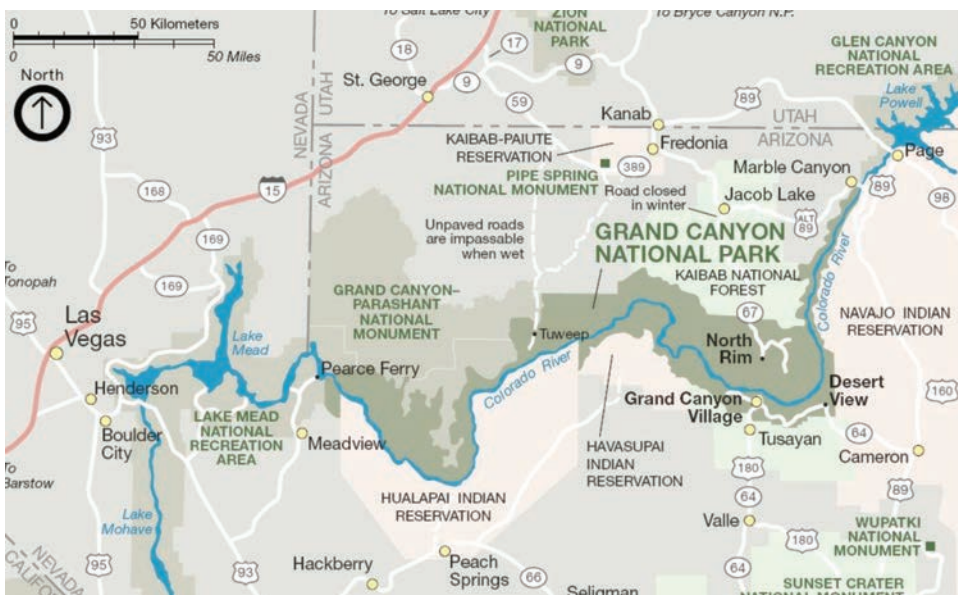 0
50 Kilometers
0
50 Miles
North
To Salt Lake City
ZION
NATIONAL
PARK
To Bryce Canyon N.P.
GLEN CANYON
NATIONAL
RECREATION AREA
Lake
Powell
18
17
9
9
59
89
St. George
Kanab
UTAH
ARIZONA
NEVADA
UTAH
ARIZONA
93
KAIBAB-PAIUTE
RESERVATION
Fredonia
Page
389
PIPE SPRING
NATIONAL MONUMENT
Marble Canyon
89
98
168
15
Road closed
in winter
Jacob Lake
ALT
89
Unpaved roads
are impassable
when wet
GRAND CANYON
NATIONAL PARK
169
169
KAIBAB NATIONAL
FOREST
Colorado River
To
Tonopah
95
GRAND CANYON–
PARASHANT
NATIONAL
MONUMENT
NAVAJO INDIAN
RESERVATION
67
Las
Vegas
Lake
Mead
Tuweep
North
Rim
Colorado River
Pearce Ferry
Henderson
Grand Canyon
Village
Desert
View
160
LAKE MEAD
NATIONAL
RECREATION
AREA
Boulder
City
Meadview
Tusayan
64
HAVASUPAI
INDIAN
RESERVATION
Cameron
To
Barstow
180
64
89
HUALAPAI INDIAN
RESERVATION
Lake
Mohave
Valle
180
WUPATKI
NATIONAL
MONUMENT
NEVADA
95
93
Hackberry
Peach
Springs
66
Seligman
64
SUNSET CRATER
NATIONAL MONUMENT